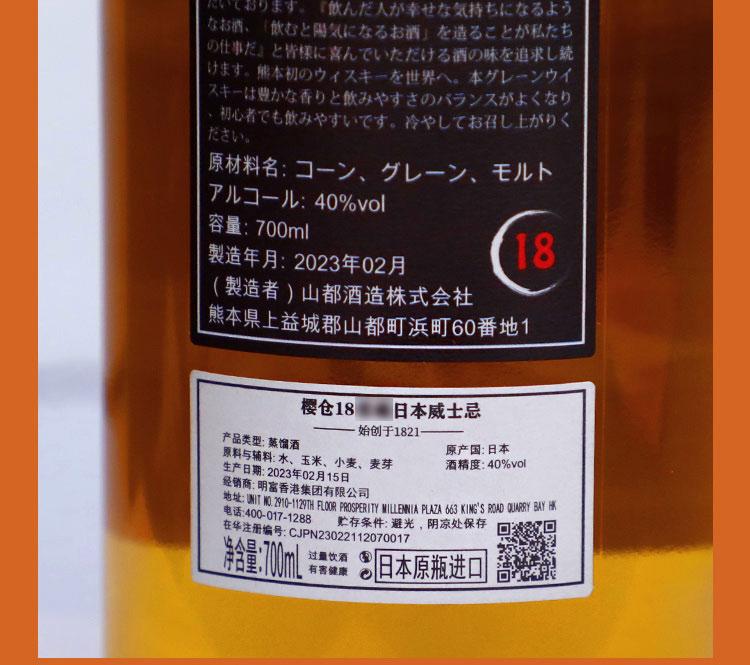 だいております。『飲んだ人が幸せな気持ちになるよう
なお酒、「飲むと陽気になるお酒」を造ることが私たち
の仕事だ』と皆様に喜んでいただける酒の味を追求し続
けます。熊本初のウィスキーを世界へ。本グレーンウイ
スキーは豊かな香りと飲みやすさのバランスがよくなり
、初心者でも飲みやすいです。冷やしてお召し上がりく
ださい。
原材料名: コーン、グレーン、モルト
アルコール: 40%vol
容量: 700ml
製造年月: 2023年02月
18
(製造者)山都酒造株式会社
熊本県上益城郡山都町浜町60番地1
樱仓18 日本威士忌
始创于1821
产品类型: 蒸馏酒
原产国: 日本
原料与辅料: 水、玉米、小麦、麦芽
酒精度: 40%vol
生产日期: 2023年02月15日
经销商: 明富香港集团有限公司
地址: UNIT NO.2910-1129TH FLOOR PROSPERITY MILLENNIA PLAZA 663 KING'S ROAD QUARRY BAY HK
电话: 400-017-1288 贮存条件: 避光，阴凉处保存
在华注册编号: CJPN23022112070017
净含量:700mL
过量饮酒
有害健康
日本原瓶进口